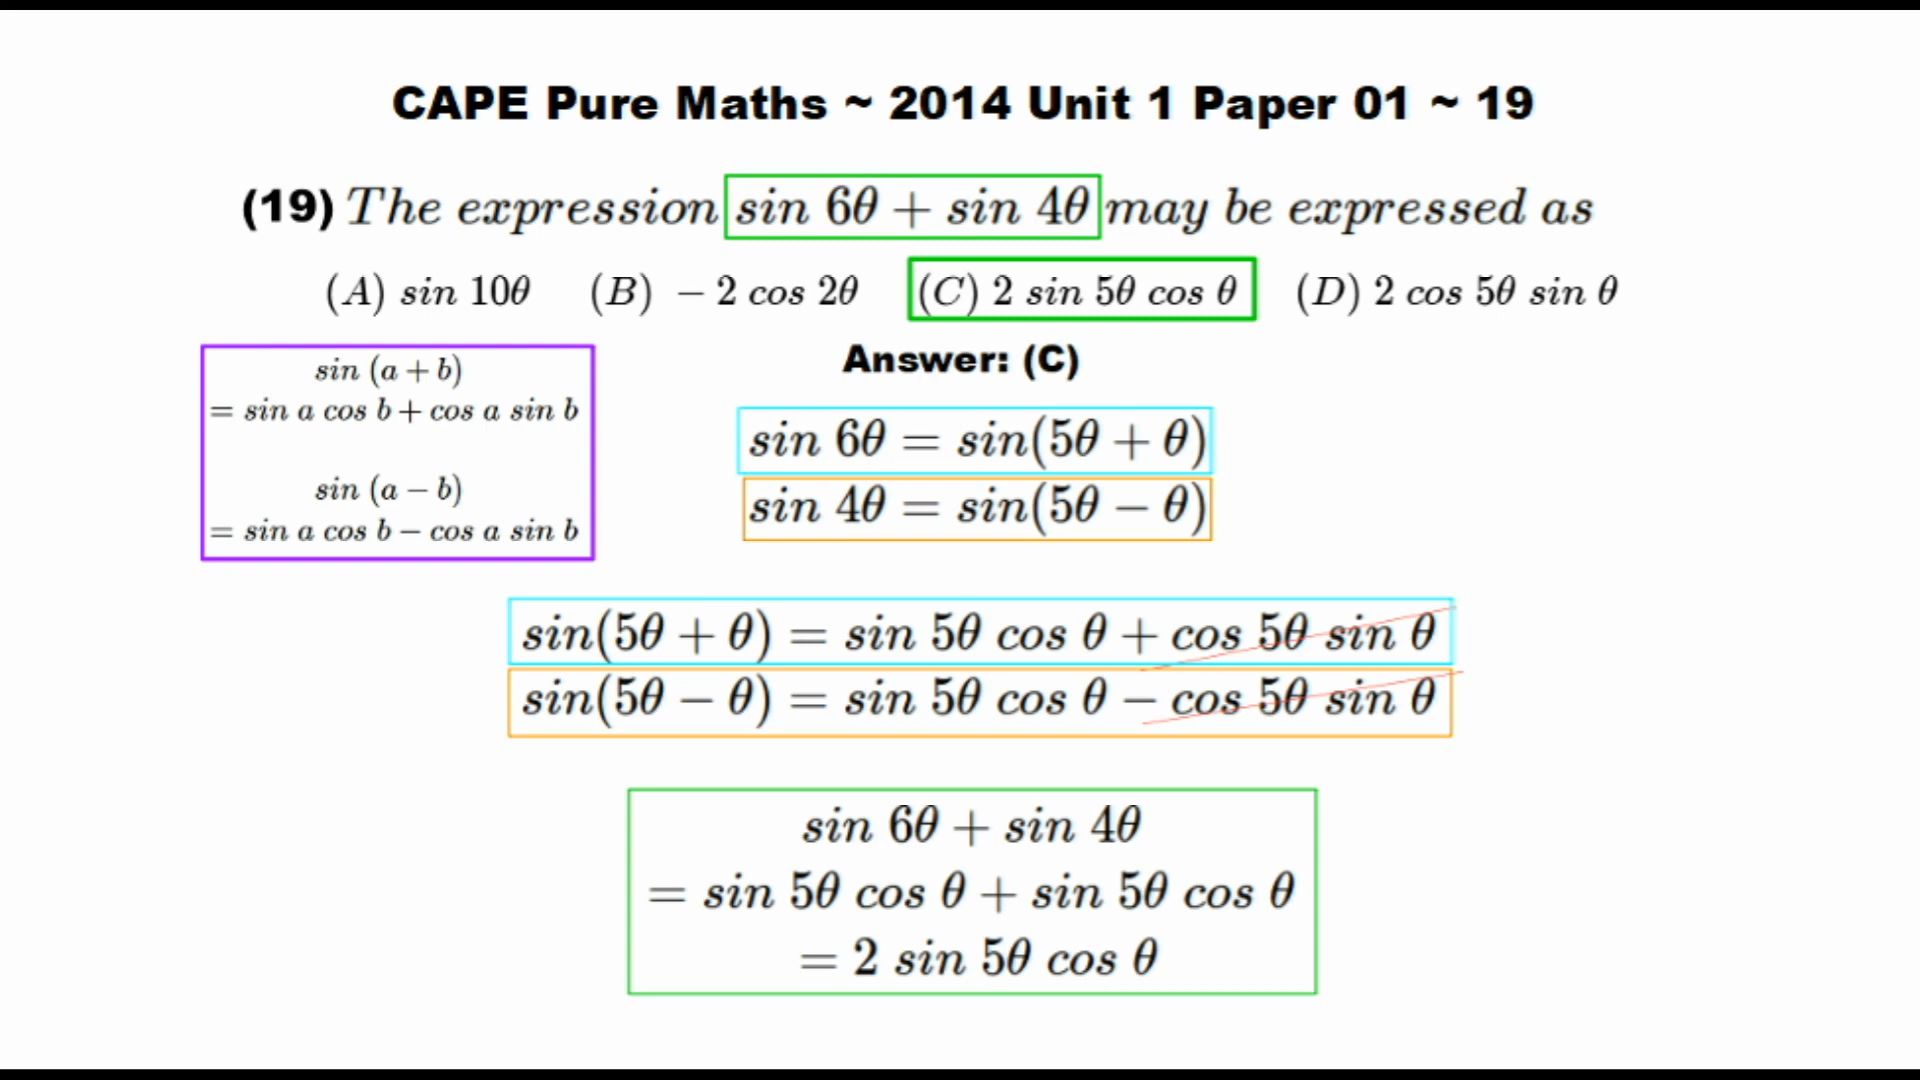 CAPE Pure Maths ~ 2014 Unit 1 Paper 01 ~ 19
(19) The expression sin 6θ + sin 4θ may be expressed as
(A) sin 10θ (B) − 2 cos 2θ (C) 2 sin 5θ cos θ (D) 2 cos 5θ sin θ
sin (a + b)
= sin a cos b + cos a sin b
sin (a − b)
= sin a cos b − cos a sin b
Answer: (C)
sin 6θ = sin(5θ + θ)
sin 4θ = sin(5θ − θ)
sin(5θ + θ) = sin 5θ cos θ + cos 5θ sin θ
sin(5θ − θ) = sin 5θ cos θ − cos 5θ sin θ
sin 6θ + sin 4θ
= sin 5θ cos θ + sin 5θ cos θ
= 2 sin 5θ cos θ